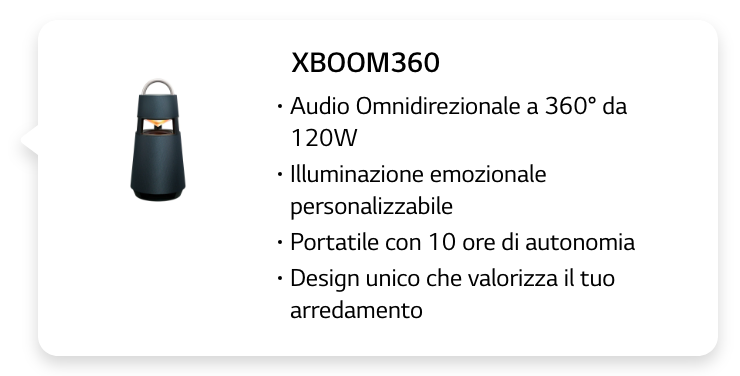 XBOOM360
· Audio Omnidirezionale a 360° da
120W
· Illuminazione emozionale
personalizzabile
· Portatile con 10 ore di autonomia
· Design unico che valorizza il tuo
arredamento